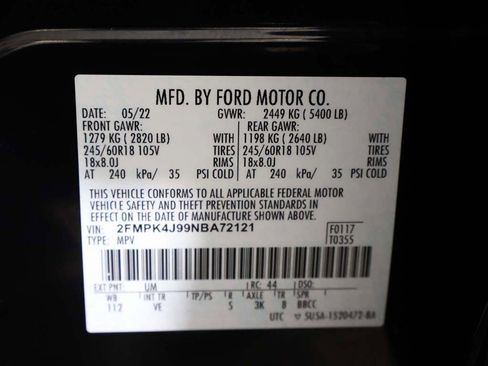 MFD. BY FORD MOTOR CO.
DATE: 05/22 GVWR: 2449 KG ( 5400 LB)
FRONT GAWR: REAR GAWR:
1279 KG ( 2820 LB) WITH 1198 KG ( 2640 LB) WITH
245/60R18 105V TIRES 245/60R18 105V TIRES
18x8.0J RIMS 18x8.0J RIMS
AT 240 kPa/ 35 PSI COLD AT 240 kPa/ 35 PSI COLD
THIS VEHICLE CONFORMS TO ALL APPLICABLE FEDERAL MOTOR
VEHICLE SAFETY AND THEFT PREVENTION STANDARDS
IN EFFECT ON THE DATE OF MANUFACTURE SHOWN ABOVE.
VIN: 2FMPK4J99NBA72121 F0117
TYPE: MPV T0355
EXT PNT: UM RC: 44 DSO:
WB INT TR TP/PS R AXLE TR SPR
112 VE 5 3K 8 BBCC
UTC ▽ 5USA-1520472-BA